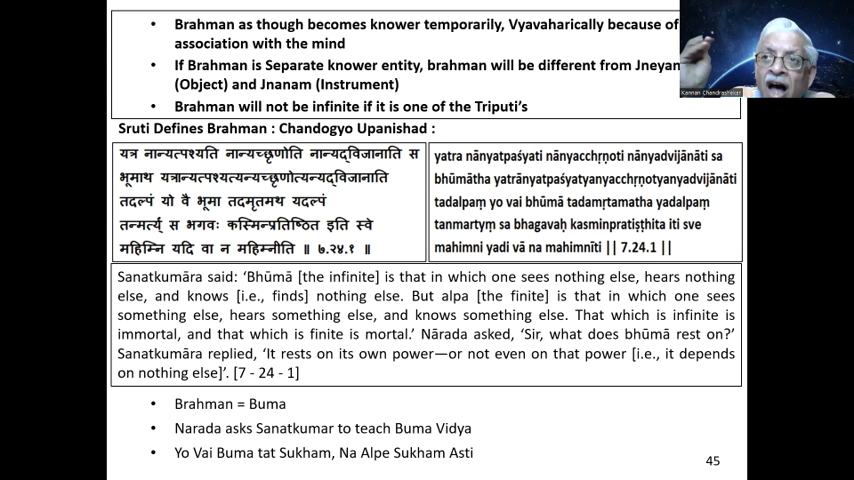 • Brahman as though becomes knower temporarily, Vyavaharically because of
association with the mind
• If Brahman is Separate knower entity, brahman will be different from Jneyam
(Object) and Jnanam (Instrument)
• Brahman will not be infinite if it is one of the Triputi's
Kannan Chandrasekar
Sruti Defines Brahman : Chandogyo Upanishad :
यत्र नान्यत्पश्यति नान्यच्छृणोति नान्यद्विजानाति स
भूमाथ यत्रान्यत्पश्यत्यन्यच्छृणोत्यन्यद्विजानाति
तदल्पं यो वै भूमा तदमृतमथ यदल्पं
तन्मर्त्यं स भगवः कस्मिन्प्रतिष्ठित इति स्वे
महिम्नि यदि वा न महिम्नीति ॥ ७.२४.१ ॥
yatra nānyatpaśyati nānyacchṛṇoti nānyadvijānāti sa
bhūmātha yatrānyatpaśyatyanyacchṛṇotyanyadvijānāti
tadalpaṃ yo vai bhūmā tadamṛtamatha yadalpaṃ
tanmartyṃ sa bhagavaḥ kasminpratiṣṭhita iti sve
mahimni yadi vā na mahimnīti || 7.24.1 ||
Sanatkumāra said: 'Bhūmā [the infinite] is that in which one sees nothing else, hears nothing
else, and knows [i.e., finds] nothing else. But alpa [the finite] is that in which one sees
something else, hears something else, and knows something else. That which is infinite is
immortal, and that which is finite is mortal.' Nārada asked, 'Sir, what does bhūmā rest on?'
Sanatkumāra replied, 'It rests on its own power—or not even on that power [i.e., it depends
on nothing else]'. [7 - 24 - 1]
• Brahman = Buma
• Narada asks Sanatkumar to teach Buma Vidya
• Yo Vai Buma tat Sukham, Na Alpe Sukham Asti
45